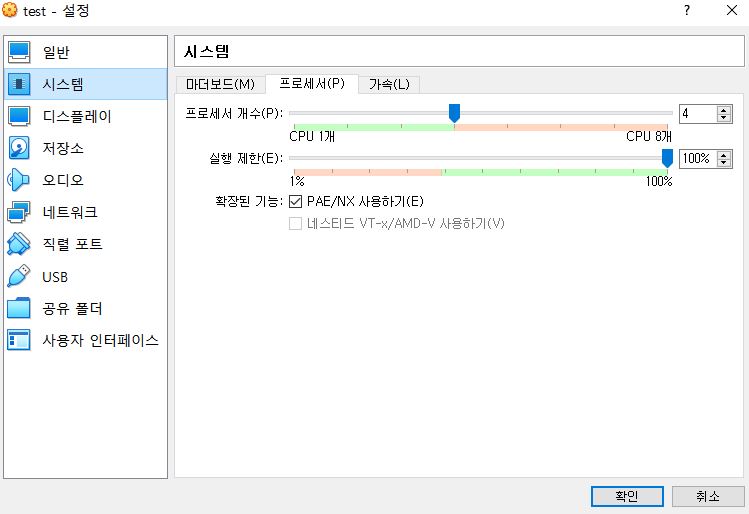 test - 설정
?
일반
시스템
디스플레이
저장소
오디오
네트워크
직렬 포트
USB
공유 폴더
사용자 인터페이스
시스템
마더보드(M) 프로세서(P) 가속(L)
프로세서 개수(P): 4
CPU 1개 CPU 8개
실행 제한(E): 100%
1% 100%
확장된 기능: PAE/NX 사용하기(E)
네스티드 VT-x/AMD-V 사용하기(V)
확인 취소